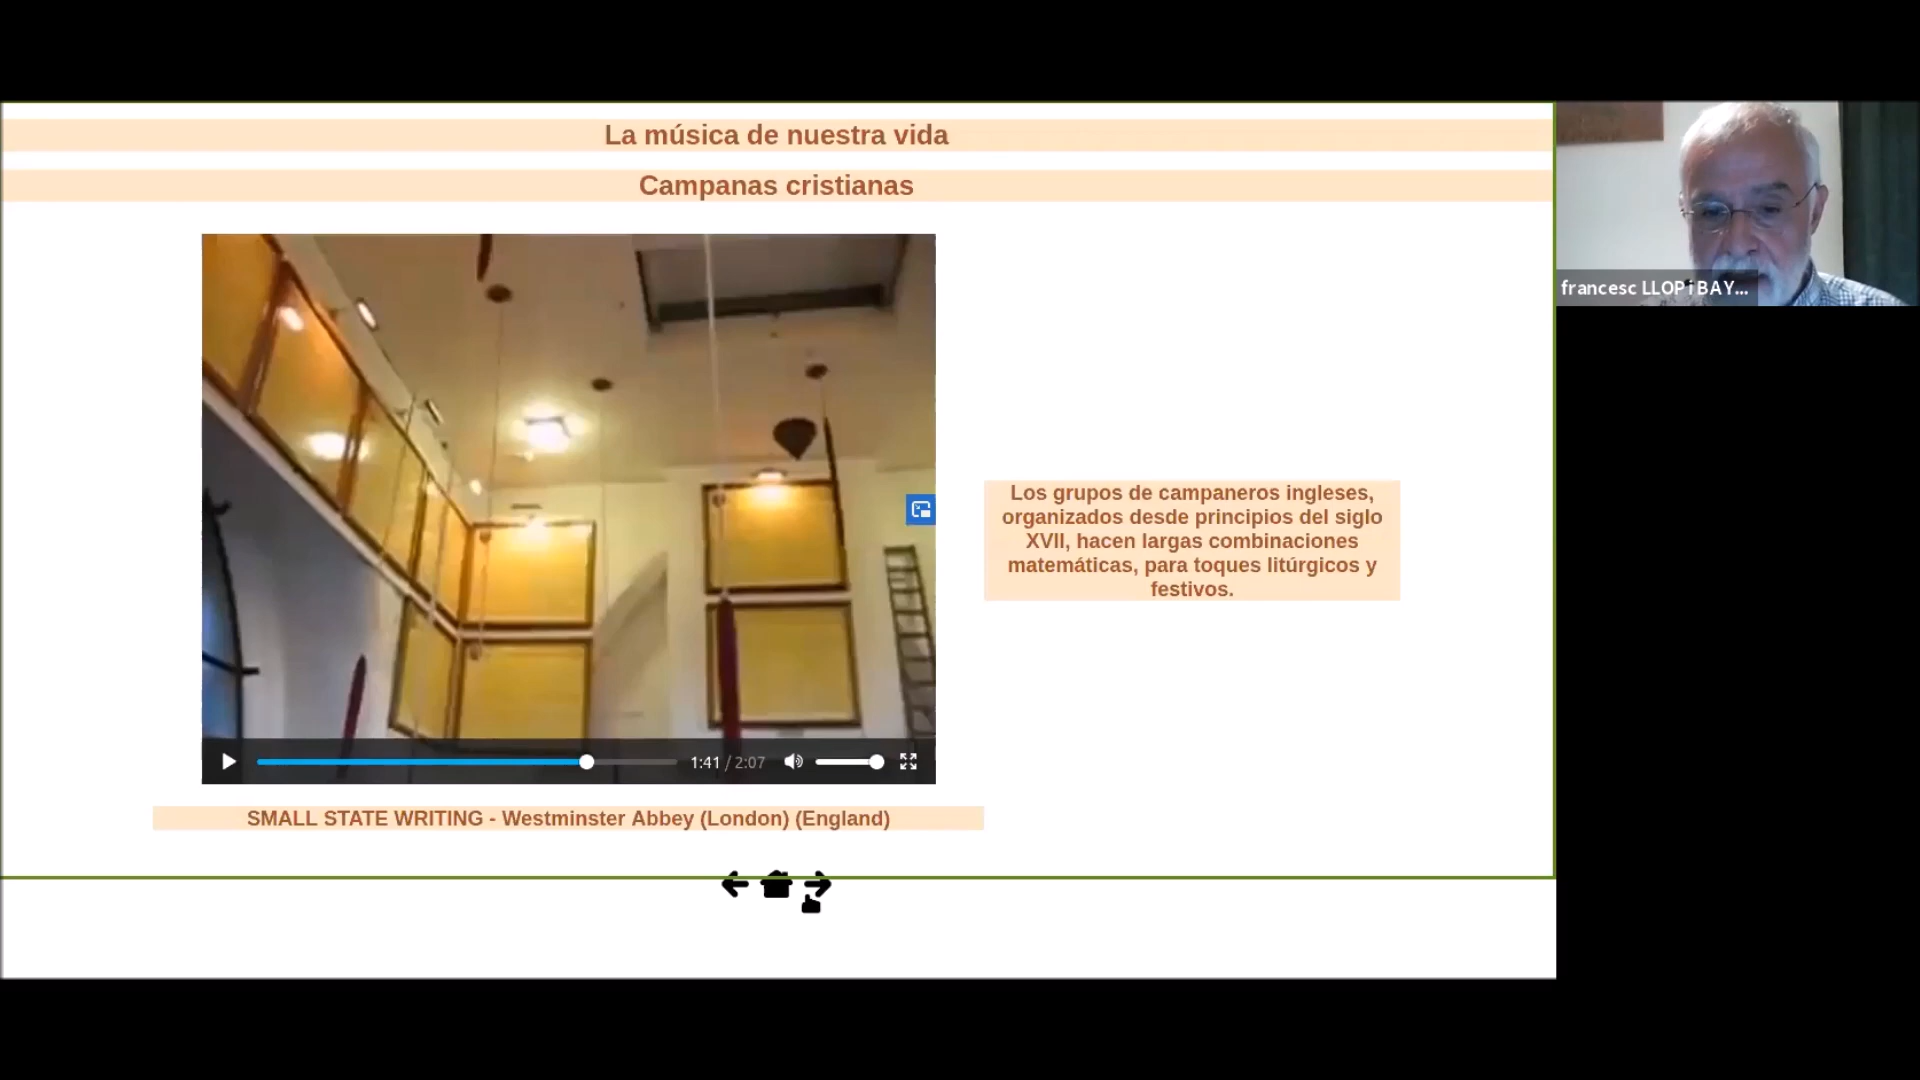 La música de nuestra vida
Campanas cristianas
francesc LLOP i BAY...
Los grupos de campaneros ingleses,
organizados desde principios del siglo
XVII, hacen largas combinaciones
matemáticas, para toques litúrgicos y
festivos.
1:41 / 2:07
SMALL STATE WRITING - Westminster Abbey (London) (England)